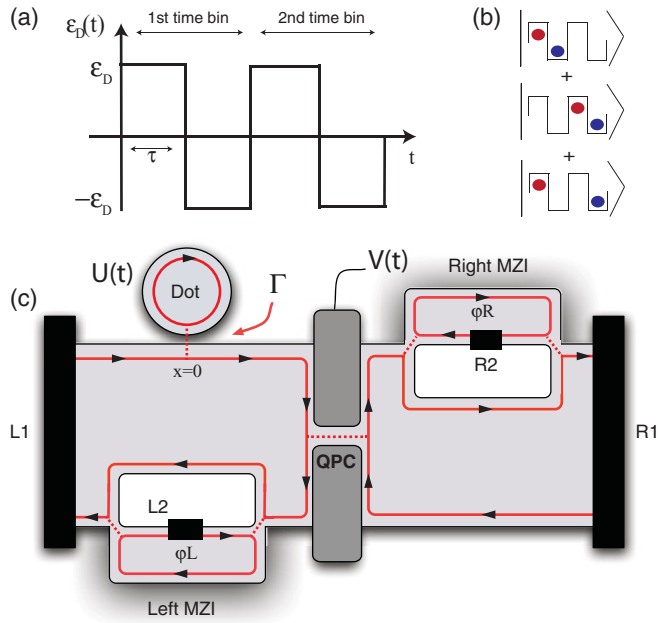 (a)
ε_D(t)
1st time bin
2nd time bin
ε_D
τ
t
−ε_D
(b)
+
+
(c)
U(t)
Dot
Γ
V(t)
Right MZI
φR
R2
x=0
L1
R1
QPC
L2
φL
Left MZI